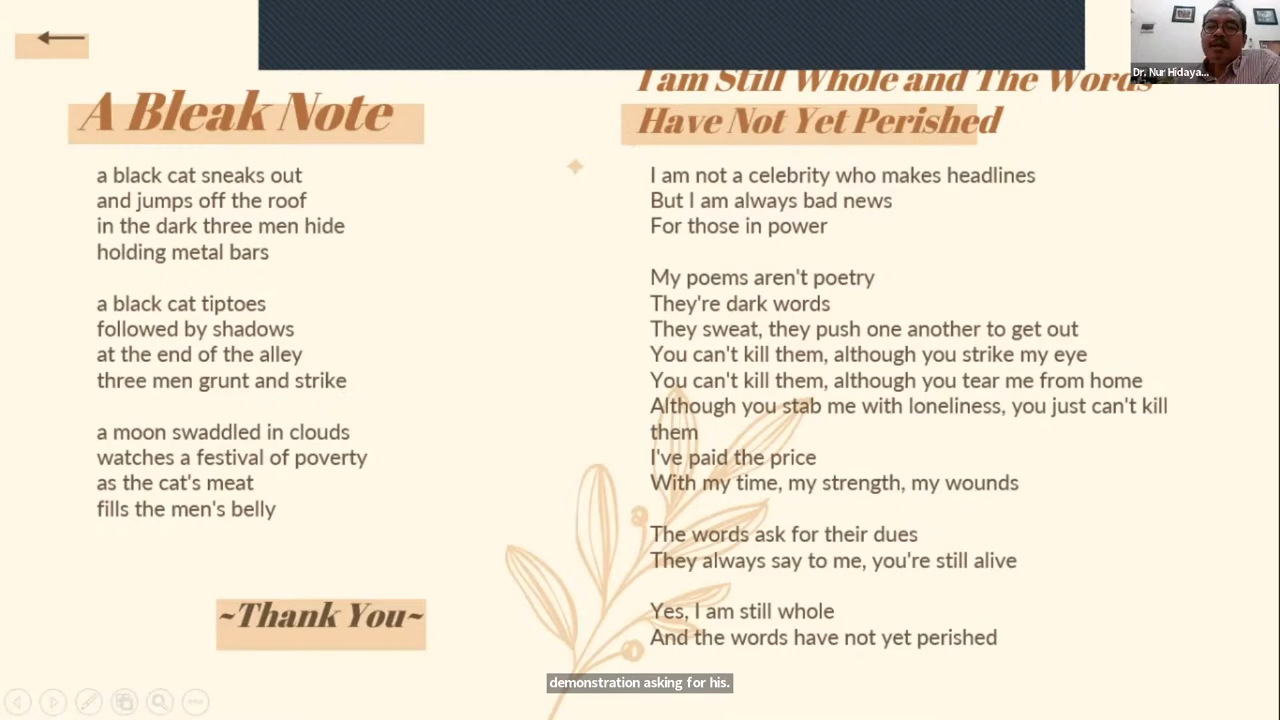 A Bleak Note
a black cat sneaks out
and jumps off the roof
in the dark three men hide
holding metal bars
a black cat tiptoes
followed by shadows
at the end of the alley
three men grunt and strike
a moon swaddled in clouds
watches a festival of poverty
as the cat's meat
fills the men's belly
~Thank You~
I am Still Whole and The Words
Have Not Yet Perished
I am not a celebrity who makes headlines
But I am always bad news
For those in power
My poems aren't poetry
They're dark words
They sweat, they push one another to get out
You can't kill them, although you strike my eye
You can't kill them, although you tear me from home
Although you stab me with loneliness, you just can't kill
them
I've paid the price
With my time, my strength, my wounds
The words ask for their dues
They always say to me, you're still alive
Yes, I am still whole
And the words have not yet perished
Dr. Nur Hidaya...
demonstration asking for his.